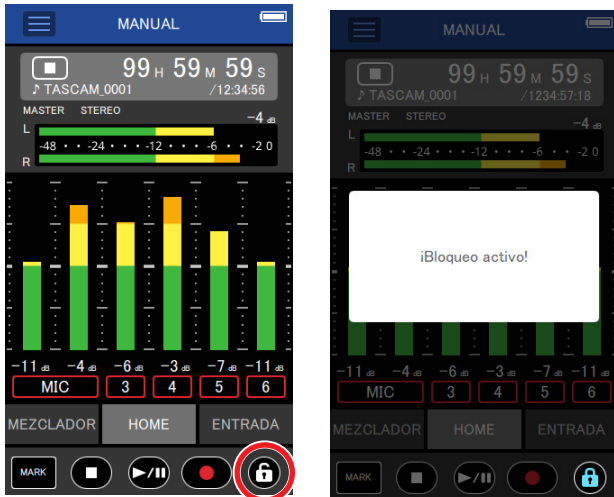 MANUAL
99 H 59 M 59 S
♪ TASCAM_0001 /12:34:56
MASTER STEREO -4 dB
L
-48 • • -24 • • • -12 • • • -6 • • -2 0
R
-11 dB -4 dB -6 dB -3 dB -7 dB -11 dB
MIC 3 4 5 6
MEZCLADOR HOME ENTRADA
MARK
MANUAL
99 H 59 M 59 S
♪ TASCAM_0001 /1234:57:18
MASTER STEREO -4 dB
L
-48 • • -24 • • • -12 • • • -6 • • -2 0
R
¡Bloqueo activo!
-11 dB -4 dB -6 dB -3 dB -7 dB -11 dB
MIC 3 4 5 6
MEZCLADOR HOME ENTRADA
MARK